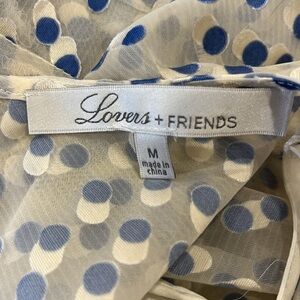 Lovers + FRIENDS
M
made in
china